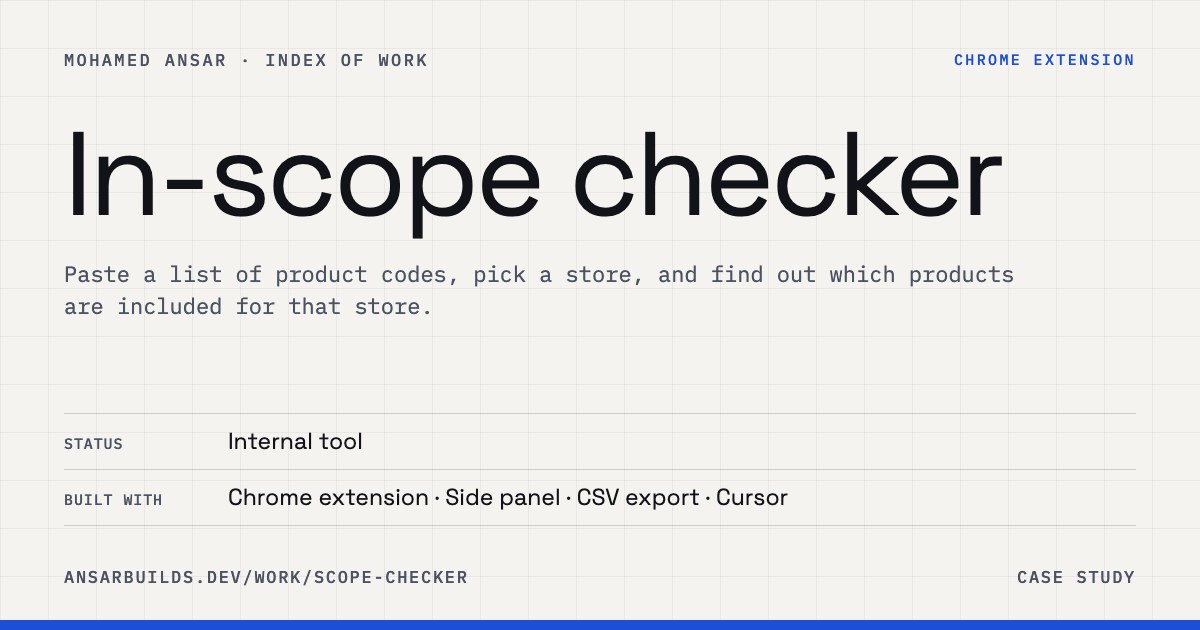 MOHAMED ANSAR · INDEX OF WORK
CHROME EXTENSION
In-scope checker
Paste a list of product codes, pick a store, and find out which products
are included for that store.
STATUS
Internal tool
BUILT WITH
Chrome extension · Side panel · CSV export · Cursor
ANSARBUILDS.DEV/WORK/SCOPE-CHECKER
CASE STUDY